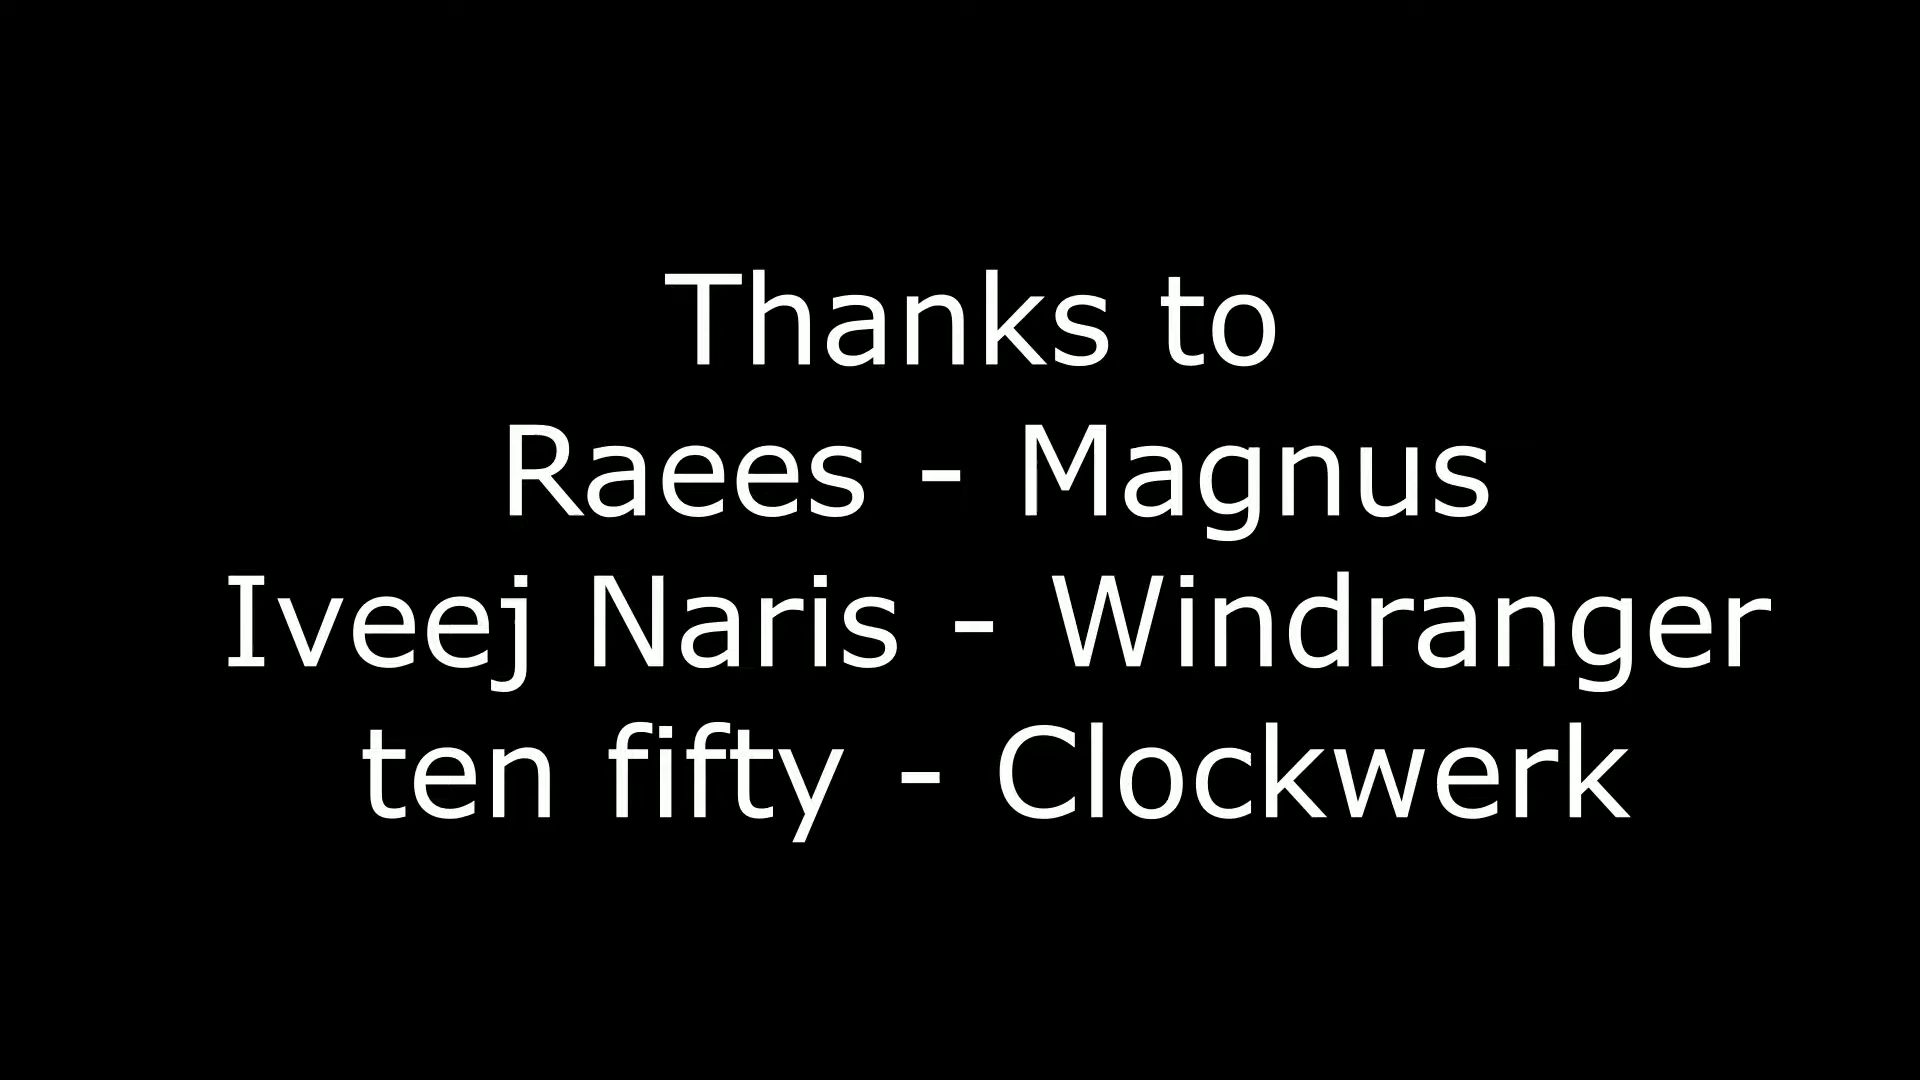 Thanks to
Raees - Magnus
Iveej Naris - Windranger
ten fifty - Clockwerk